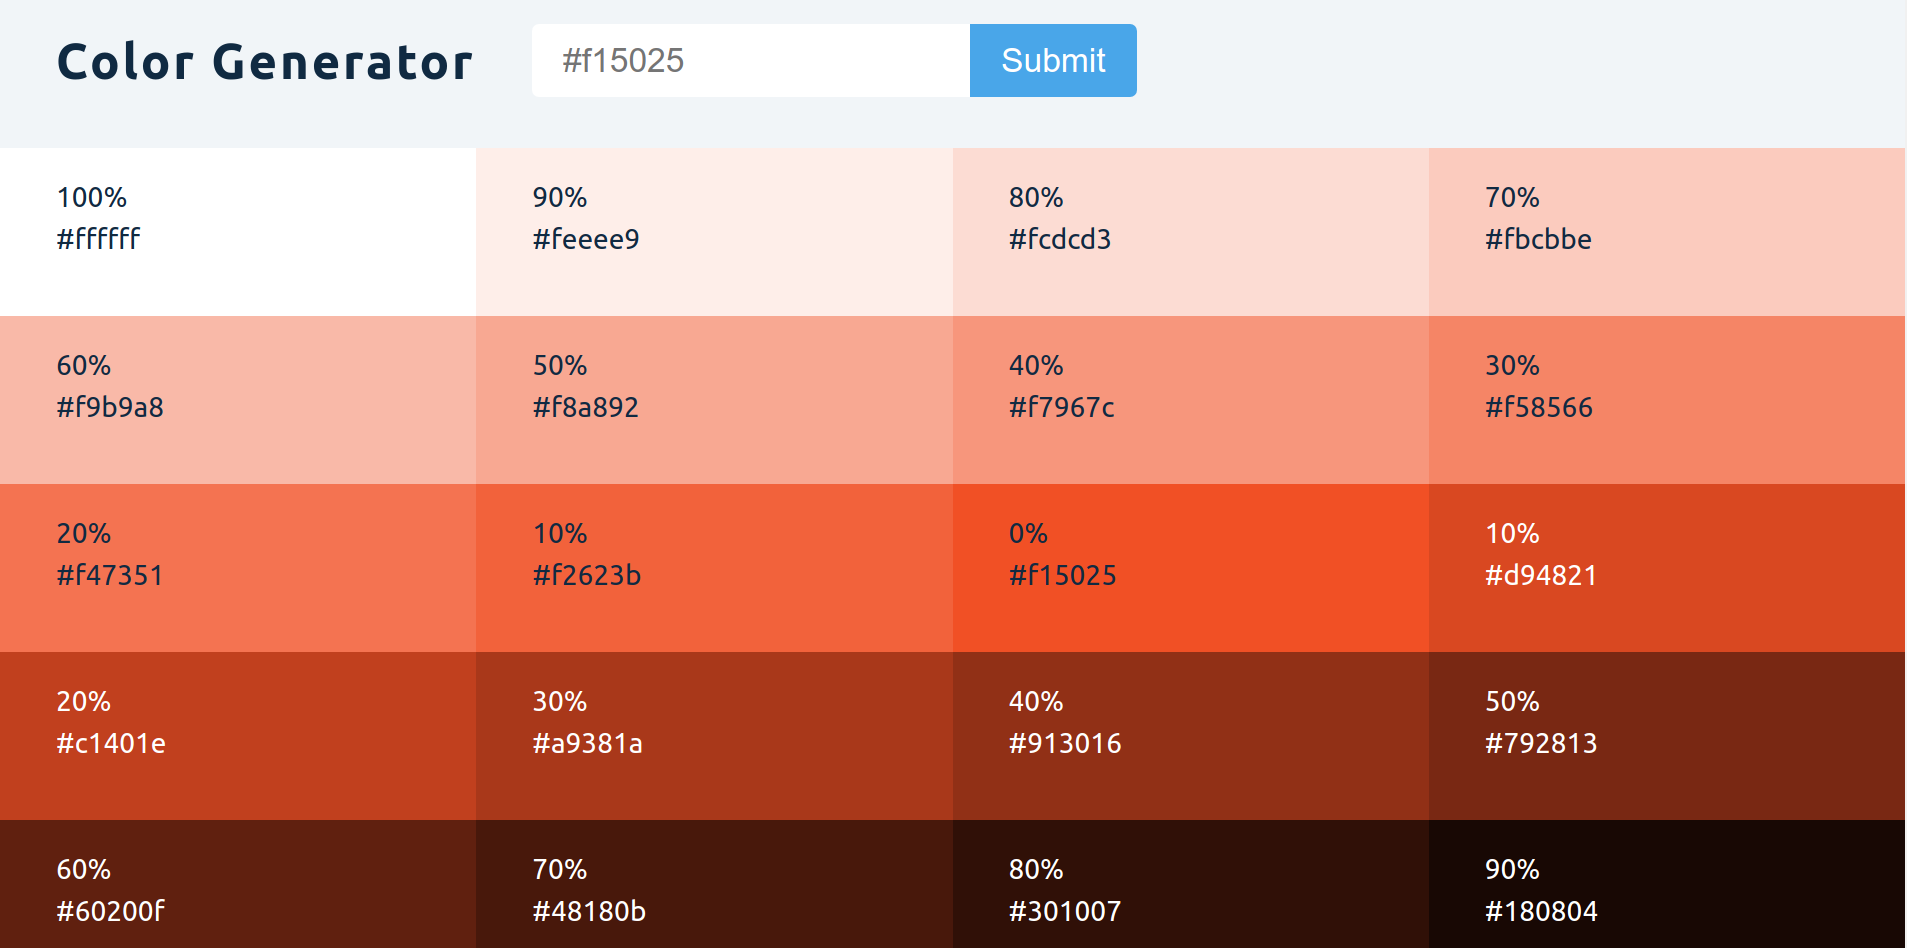 Color Generator
#f15025
Submit
100%
#ffffff
90%
#feeee9
80%
#fcdcd3
70%
#fbcbbe
60%
#f9b9a8
50%
#f8a892
40%
#f7967c
30%
#f58566
20%
#f47351
10%
#f2623b
0%
#f15025
10%
#d94821
20%
#c1401e
30%
#a9381a
40%
#913016
50%
#792813
60%
#60200f
70%
#48180b
80%
#301007
90%
#180804